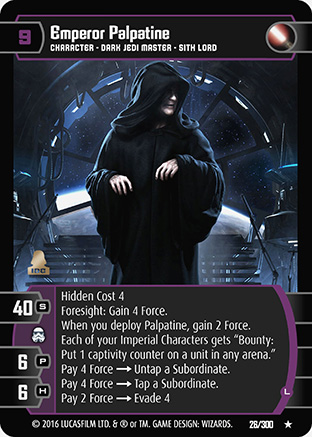 9
Emperor Palpatine
CHARACTER - DARK JEDI MASTER - SITH LORD
40 S
6 P
6 H
Hidden Cost 4
Foresight: Gain 4 Force.
When you deploy Palpatine, gain 2 Force.
Each of your Imperial Characters gets "Bounty:
Put 1 captivity counter on a unit in any arena."
Pay 4 Force → Untap a Subordinate.
Pay 4 Force → Tap a Subordinate.
Pay 2 Force → Evade 4
L
© 2016 LUCASFILM LTD. & ® or TM. GAME DESIGN: WIZARDS.
26/300 ★